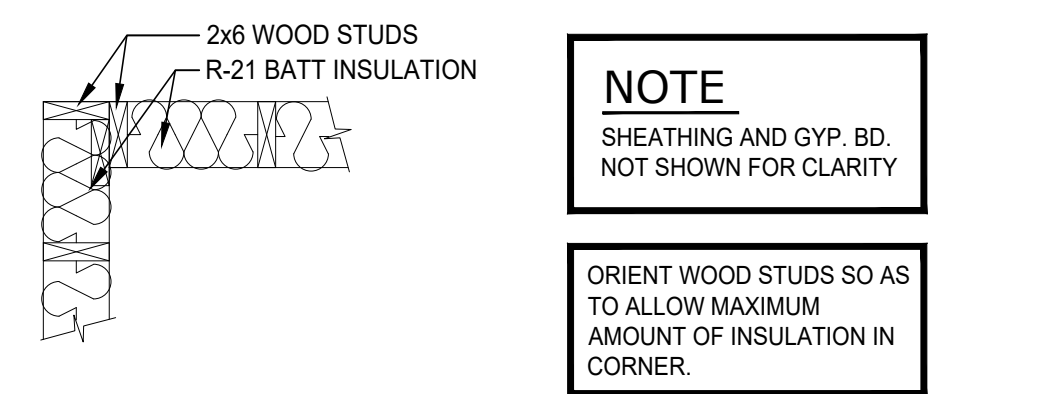 2x6 WOOD STUDS
R-21 BATT INSULATION
NOTE
SHEATHING AND GYP. BD.
NOT SHOWN FOR CLARITY
ORIENT WOOD STUDS SO AS
TO ALLOW MAXIMUM
AMOUNT OF INSULATION IN
CORNER.